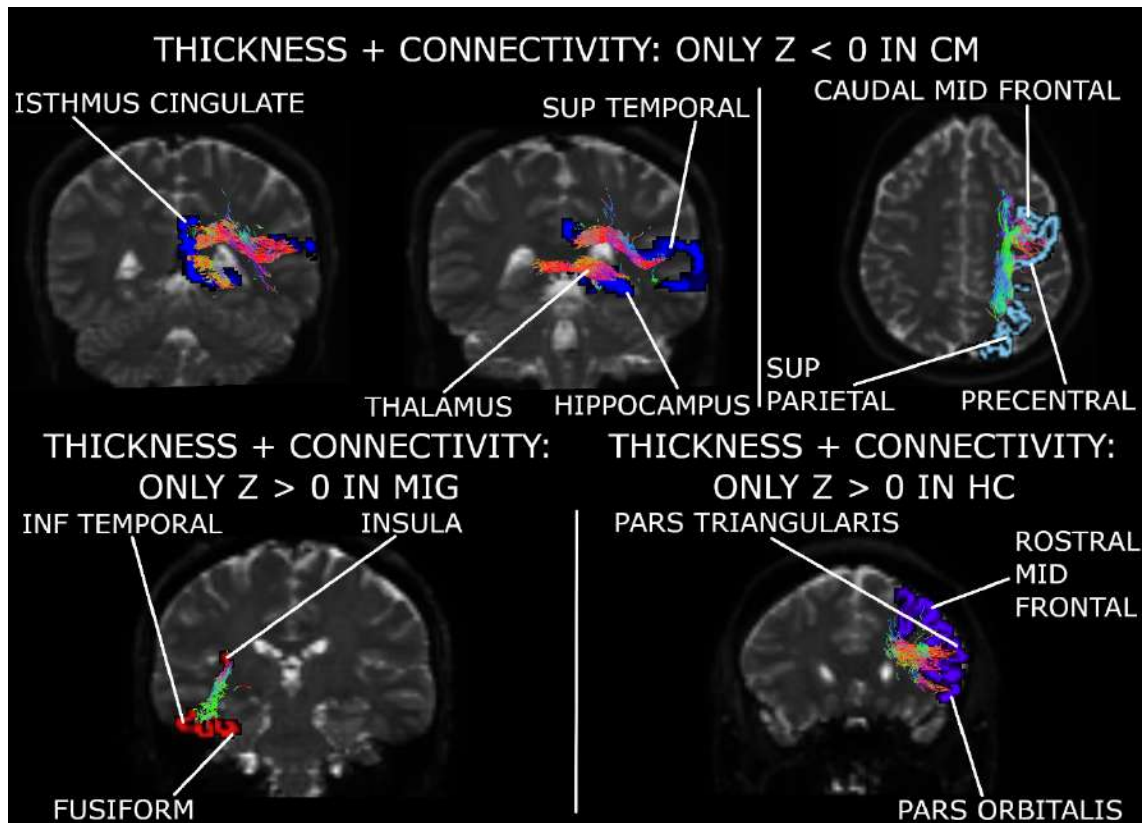 THICKNESS + CONNECTIVITY: ONLY Z < 0 IN CM
ISTHMUS CINGULATE
SUP TEMPORAL
CAUDAL MID FRONTAL
THALAMUS
HIPPOCAMPUS
SUP
PARIETAL
PRECENTRAL
THICKNESS + CONNECTIVITY:
ONLY Z > 0 IN MIG
INF TEMPORAL
INSULA
FUSIFORM
THICKNESS + CONNECTIVITY:
ONLY Z > 0 IN HC
PARS TRIANGULARIS
ROSTRAL
MID
FRONTAL
PARS ORBITALIS